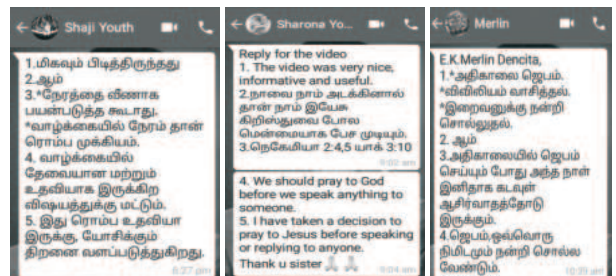 Shaji Youth
1.மிகவும் பிடித்திருந்தது
2.ஆம்
3.*நேரத்தை வீணாக
பயன்படுத்த கூடாது.
*வாழ்க்கையில் நேரம் தான்
ரொம்ப முக்கியம்.
4. வாழ்க்கையில்
தேவையான மற்றும்
உதவியாக இருக்கிற
விஷயத்துக்கு மட்டும்.
5. இது ரொம்ப உதவியா
இருக்கு, யோசிக்கும்
திறனை வளப்படுத்துகிறது.
8:27 pm
Sharona Yo...
Reply for the video
1. The video was very nice,
informative and useful.
2.நாவை நாம் அடக்கினால்
தான் நாம் இயேசு
கிறிஸ்துவை போல
மென்மையாக பேச முடியும்.
3.நெகேமியா 2:4,5 யாக் 3:10
9:02 am
4. We should pray to God
before we speak anything to
someone.
5. I have taken a decision to
pray to Jesus before speaking
or replying to anyone.
Thank u sister
9:04 am
Merlin
E.K.Merlin Dencita,
1.*அதிகாலை ஜெபம்.
*விவிலியம் வாசித்தல்.
*இறைவனுக்கு நன்றி
சொல்லுதல்.
2. ஆம்
3.அதிகாலையில் ஜெபம்
செய்யும் போது அந்த நாள்
இனிதாக கடவுள்
ஆசிர்வாதத்தோடு
இருக்கும்.
4.ஜெபம்,ஒவ்வொரு
நிமிடமும் நன்றி சொல்ல
வேண்டும்.
10:39 am